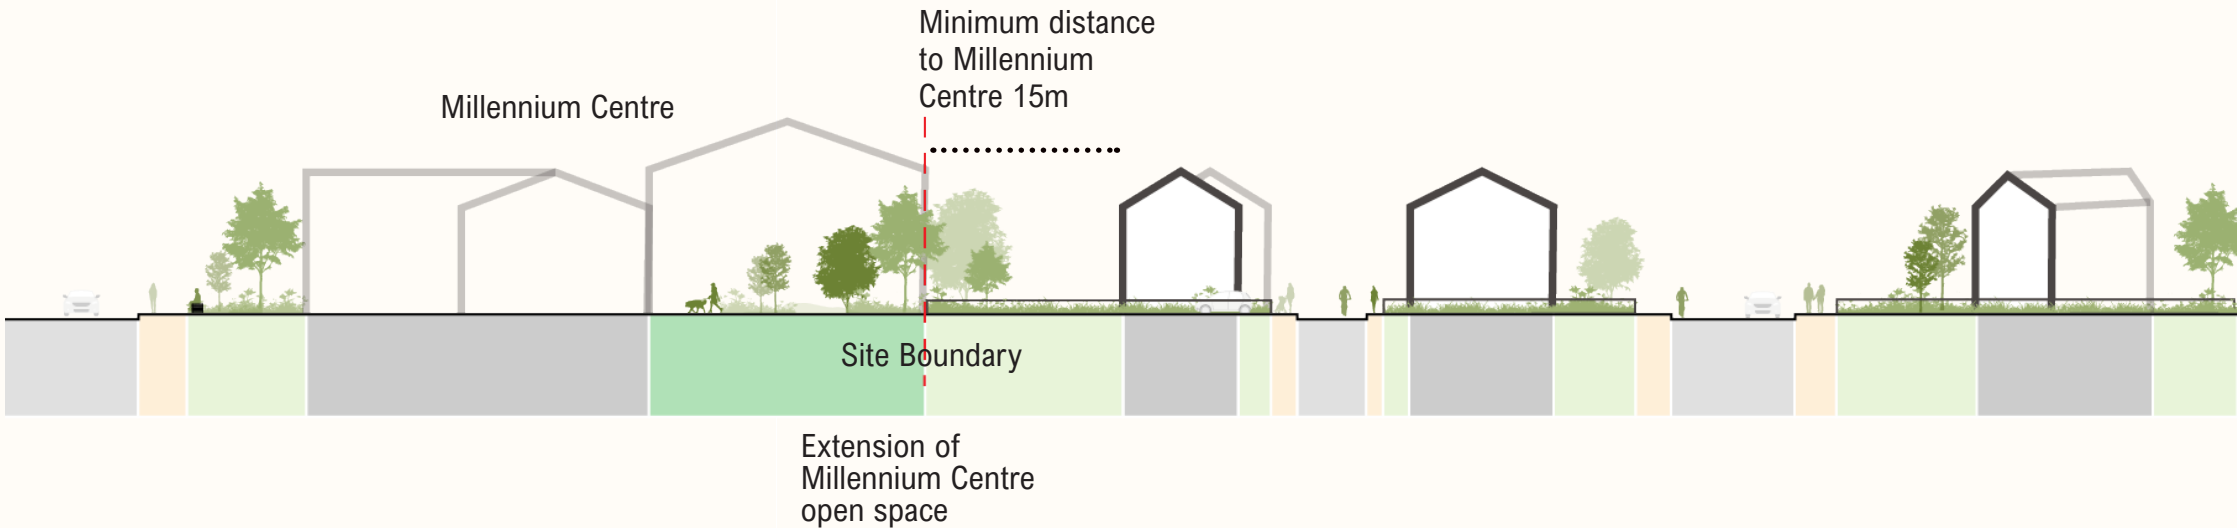 Minimum distance
to Millennium
Centre 15m
Millennium Centre
Site Boundary
Extension of
Millennium Centre
open space